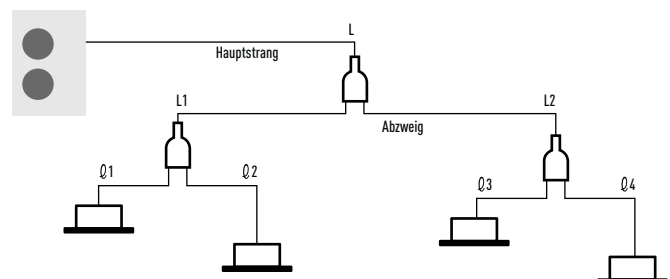 L
Hauptstrang
L1
L2
Abzweig
ℓ1
ℓ2
ℓ3
ℓ4